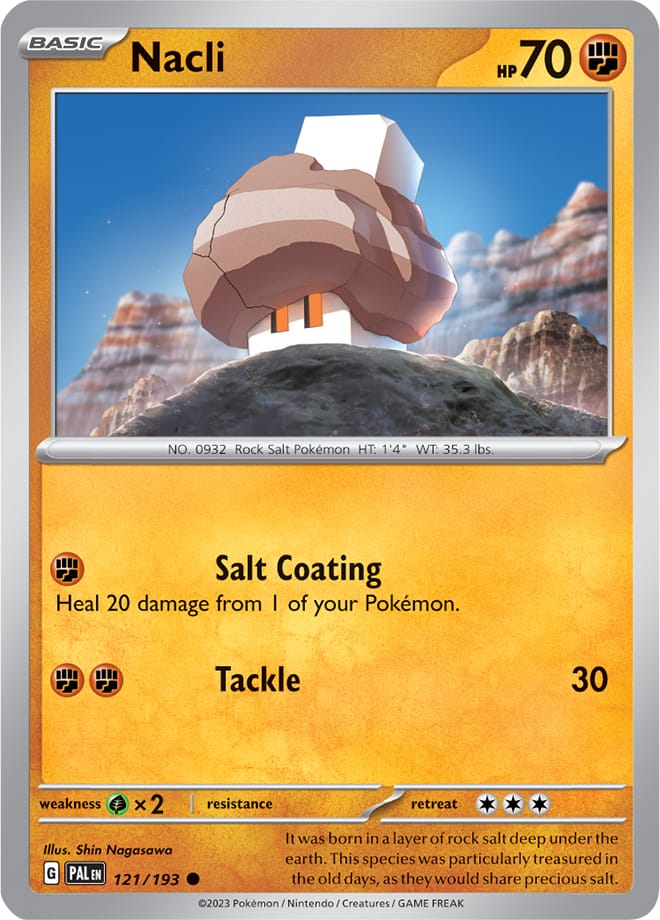 BASIC
Nacli
HP 70
NO. 0932 Rock Salt Pokémon HT: 1'4" WT: 35.3 lbs.
Salt Coating
Heal 20 damage from 1 of your Pokémon.
Tackle 30
weakness ×2 resistance retreat
Illus. Shin Nagasawa
G PAL EN 121/193
It was born in a layer of rock salt deep under the
earth. This species was particularly treasured in
the old days, as they would share precious salt.
©2023 Pokémon / Nintendo / Creatures / GAME FREAK